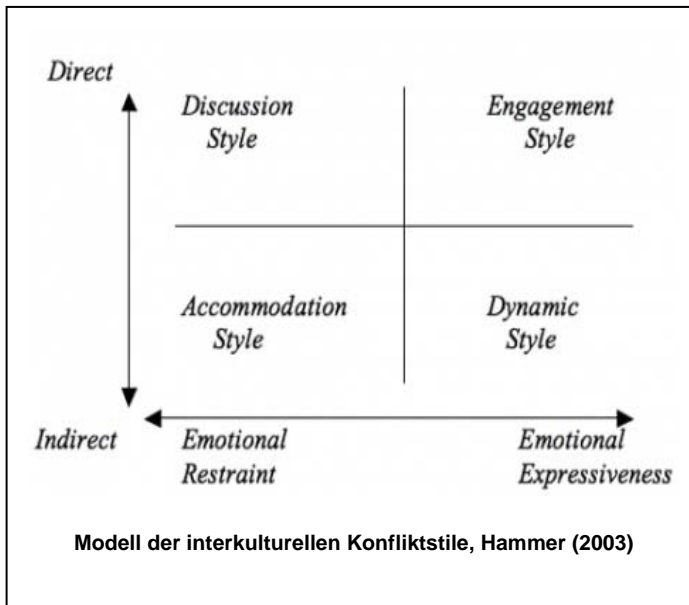 Direct
Discussion
Style
Engagement
Style
Accommodation
Style
Dynamic
Style
Indirect
Emotional
Restraint
Emotional
Expressiveness
Modell der interkulturellen Konfliktstile, Hammer (2003)